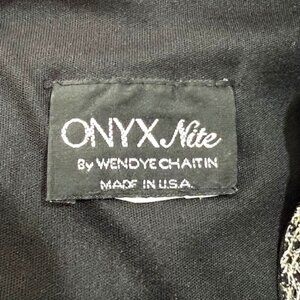 ONYX Nite
By WENDYE CHAITIN
MADE IN U.S.A.